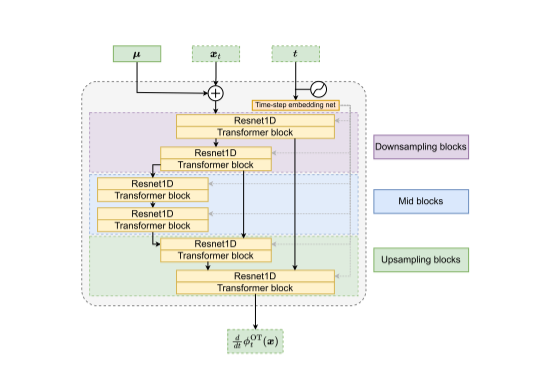 μ
x_t
t
Time-step embedding net
Resnet1D
Transformer block
Downsampling blocks
Resnet1D
Transformer block
Resnet1D
Transformer block
Mid blocks
Resnet1D
Transformer block
Resnet1D
Transformer block
Upsampling blocks
Resnet1D
Transformer block
d/dt ϕ_t^OT(x)